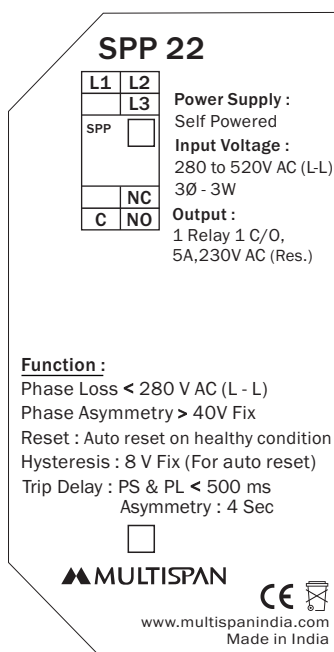 SPP 22
L1 L2
L3
SPP
NC
C NO
Power Supply :
Self Powered
Input Voltage :
280 to 520V AC (L-L)
3Ø - 3W
Output :
1 Relay 1 C/O,
5A,230V AC (Res.)
Function :
Phase Loss < 280 V AC (L - L)
Phase Asymmetry > 40V Fix
Reset : Auto reset on healthy condition
Hysteresis : 8 V Fix (For auto reset)
Trip Delay : PS & PL < 500 ms
Asymmetry : 4 Sec
MULTISPAN
CE
www.multispanindia.com
Made in India